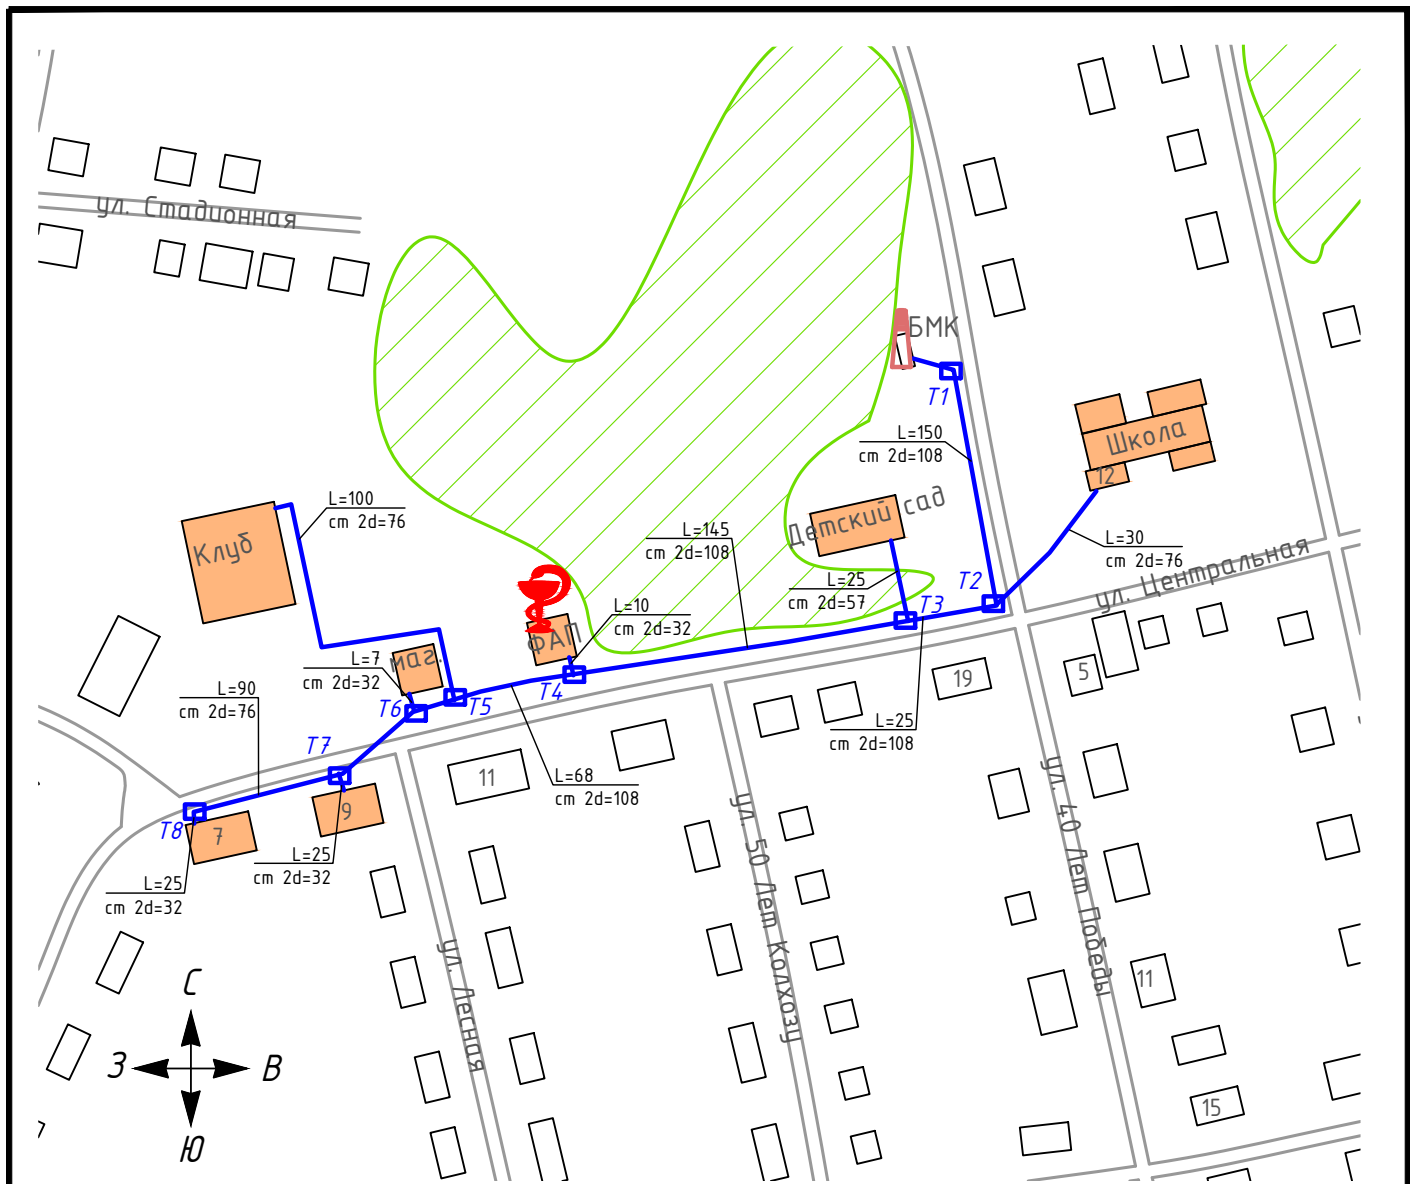 ул. Стадионная
БМК
Т1
L=150
ст 2d=108
Школа
12
L=100
ст 2d=76
Детский сад
Клуб
L=145
ст 2d=108
L=30
ст 2d=76
ул. Центральная
L=25
ст 2d=57
Т2
Т3
L=10
ст 2d=32
ФАП
маг.
L=7
ст 2d=32
Т4
Т5
Т6
19
5
L=90
ст 2d=76
L=25
ст 2d=108
Т7
11
L=68
ст 2d=108
9
7
Т8
L=25
ст 2d=32
L=25
ст 2d=32
ул. Лесная
ул. 50 Лет Колхозу
ул. 40 Лет Победы
11
15
С
З
В
Ю